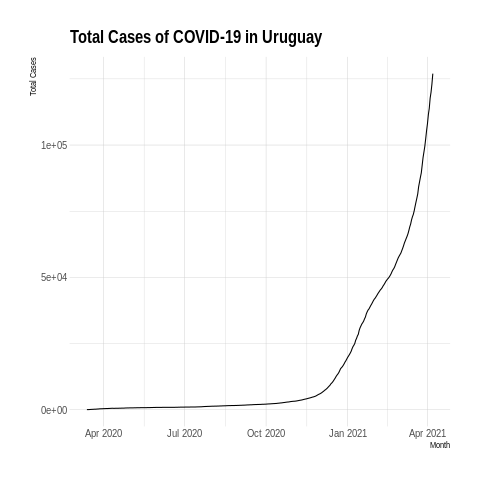 Total Cases of COVID-19 in Uruguay
Total Cases
1e+05
5e+04
0e+00
Apr 2020 Jul 2020 Oct 2020 Jan 2021 Apr 2021
Month